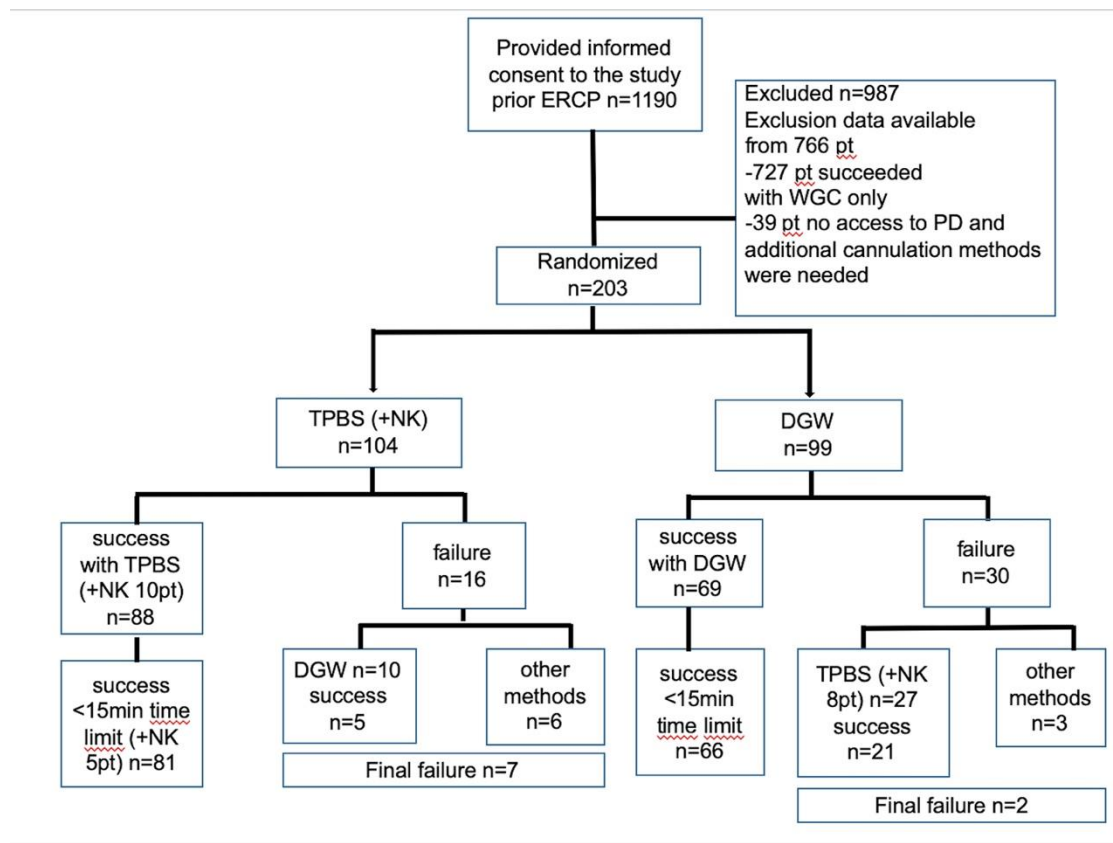 Provided informed
consent to the study
prior ERCP n=1190
Excluded n=987
Exclusion data available
from 766 pt
-727 pt succeeded
with WGC only
-39 pt no access to PD and
additional cannulation methods
were needed
Randomized
n=203
TPBS (+NK)
n=104
DGW
n=99
success
with TPBS
(+NK 10pt)
n=88
failure
n=16
success
with DGW
n=69
failure
n=30
success
<15min time
limit (+NK
5pt) n=81
DGW n=10
success
n=5
other
methods
n=6
Final failure n=7
success
<15min
time limit
n=66
TPBS (+NK
8pt) n=27
success
n=21
other
methods
n=3
Final failure n=2